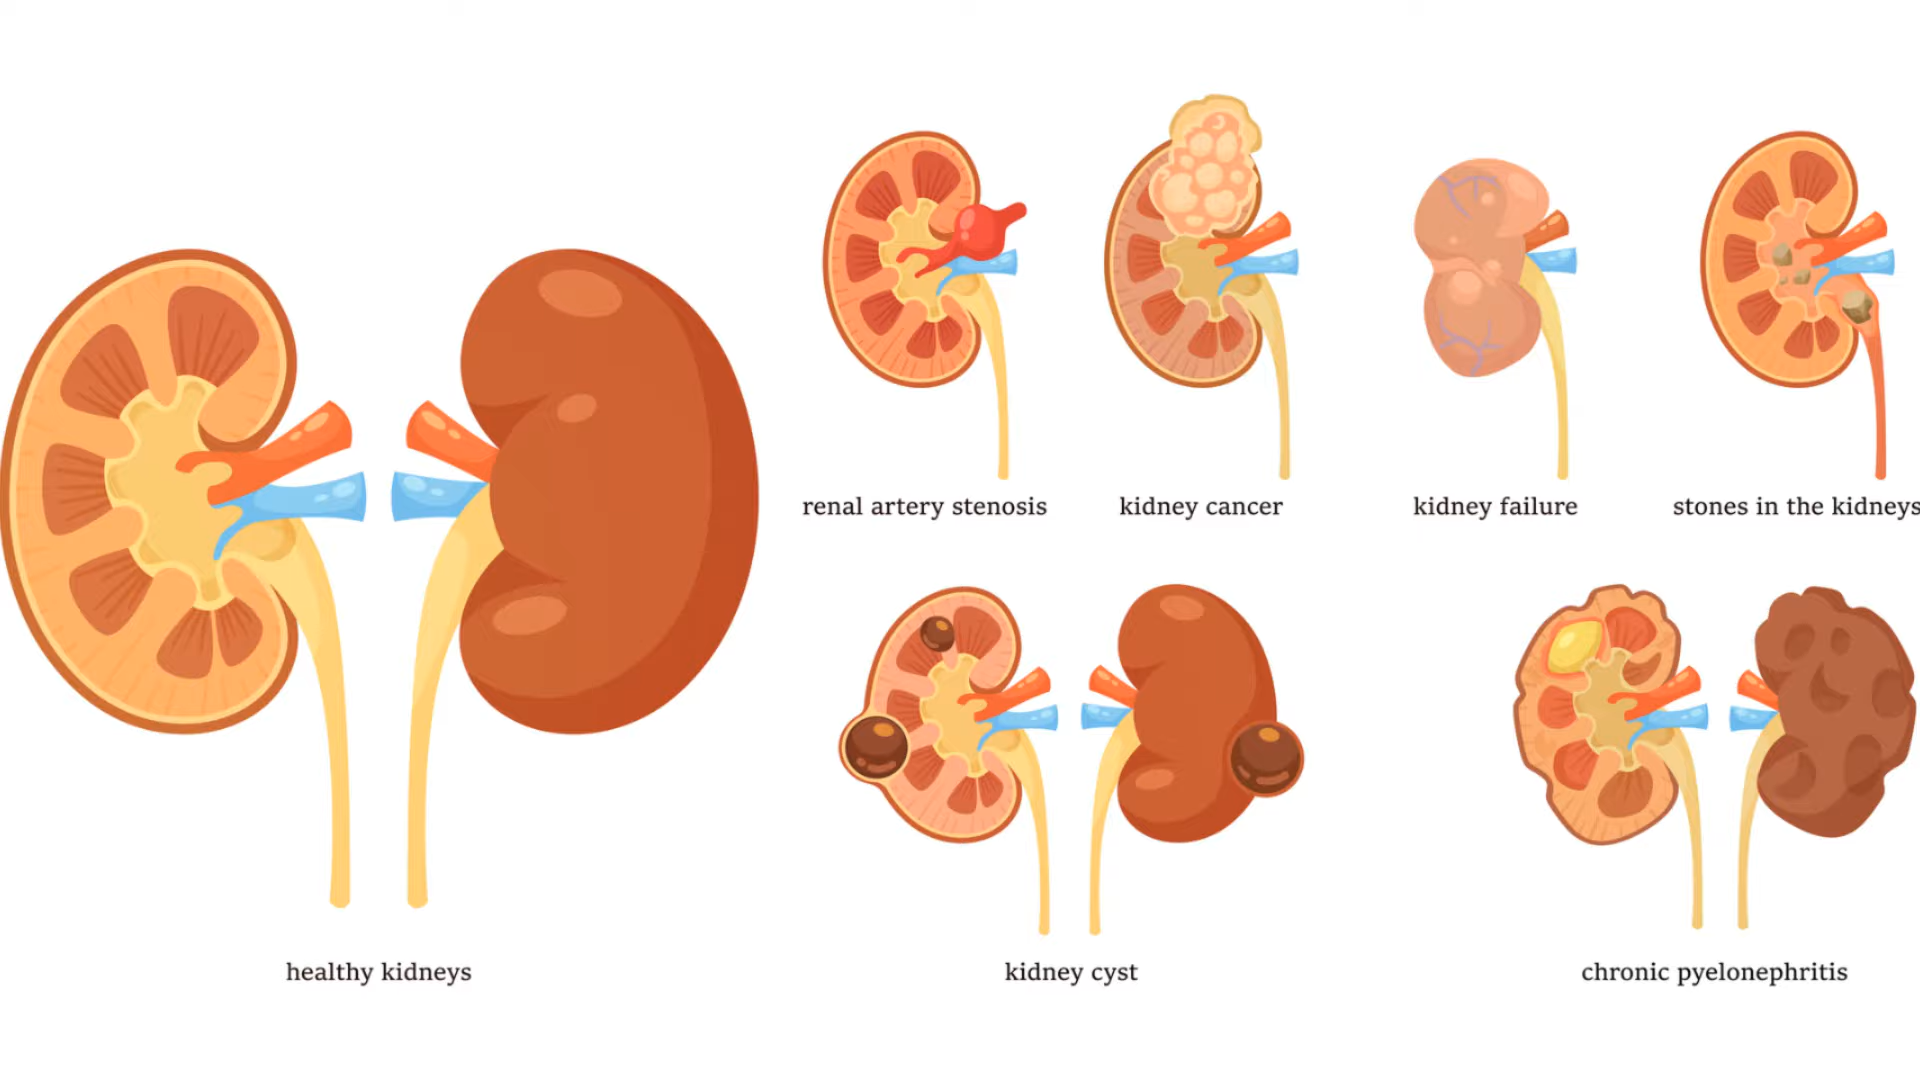 renal artery stenosis
kidney cancer
kidney failure
stones in the kidneys
healthy kidneys
kidney cyst
chronic pyelonephritis